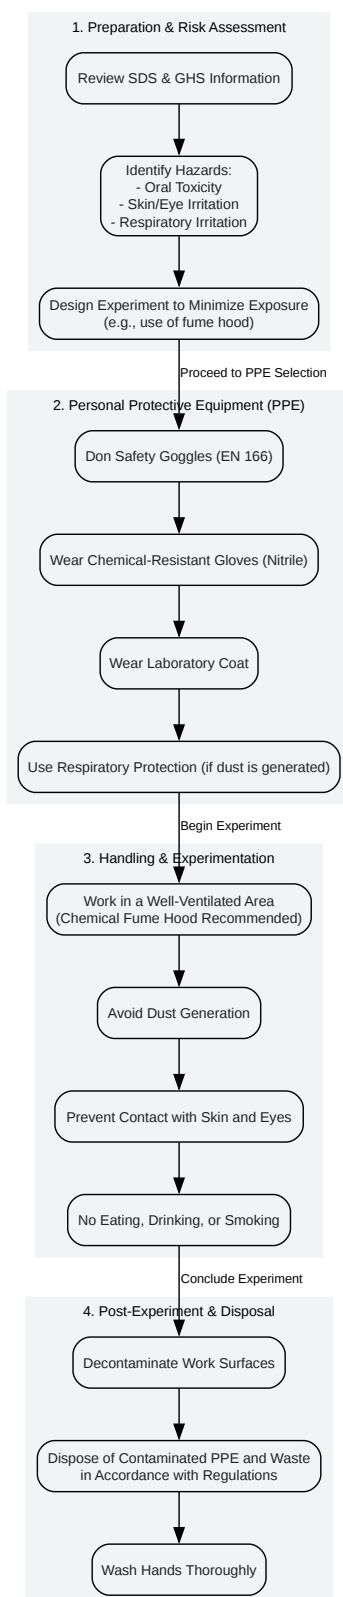 1. Preparation & Risk Assessment
Review SDS & GHS Information
Identify Hazards:
- Oral Toxicity
- Skin/Eye Irritation
- Respiratory Irritation
Design Experiment to Minimize Exposure
(e.g., use of fume hood)
Proceed to PPE Selection
2. Personal Protective Equipment (PPE)
Don Safety Goggles (EN 166)
Wear Chemical-Resistant Gloves (Nitrile)
Wear Laboratory Coat
Use Respiratory Protection (if dust is generated)
Begin Experiment
3. Handling & Experimentation
Work in a Well-Ventilated Area
(Chemical Fume Hood Recommended)
Avoid Dust Generation
Prevent Contact with Skin and Eyes
No Eating, Drinking, or Smoking
Conclude Experiment
4. Post-Experiment & Disposal
Decontaminate Work Surfaces
Dispose of Contaminated PPE and Waste
in Accordance with Regulations
Wash Hands Thoroughly